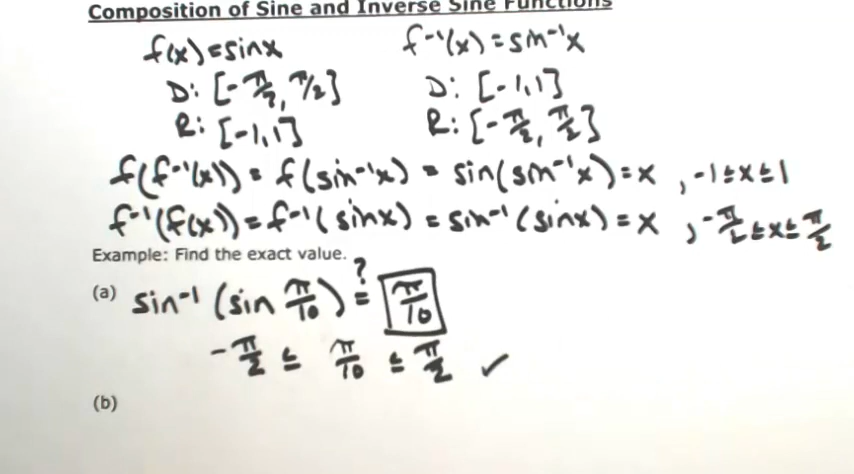 Composition of Sine and Inverse Sine Functions
f(x) = sinx f⁻¹(x) = sin⁻¹x
D: [-π/2, π/2] D: [-1,1]
R: [-1,1] R: [-π/2, π/2]
f(f⁻¹(x)) = f(sin⁻¹x) = sin(sin⁻¹x) = x , -1≤x≤1
f⁻¹(f(x)) = f⁻¹(sinx) = sin⁻¹(sinx) = x , -π/2≤x≤π/2
Example: Find the exact value.
?
(a) sin⁻¹(sin π/10) = π/10
-π/2 ≤ π/10 ≤ π/2 ✓
(b)